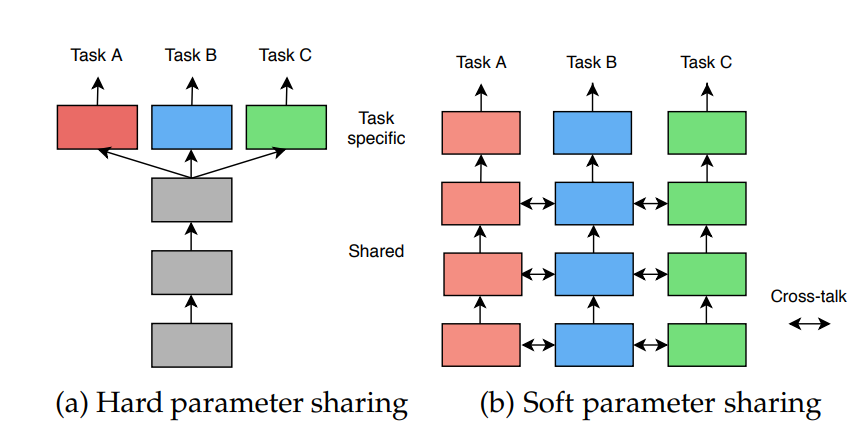 Task A
Task B
Task C
Task
specific
Shared
(a) Hard parameter sharing
Task A
Task B
Task C
Cross-talk
(b) Soft parameter sharing